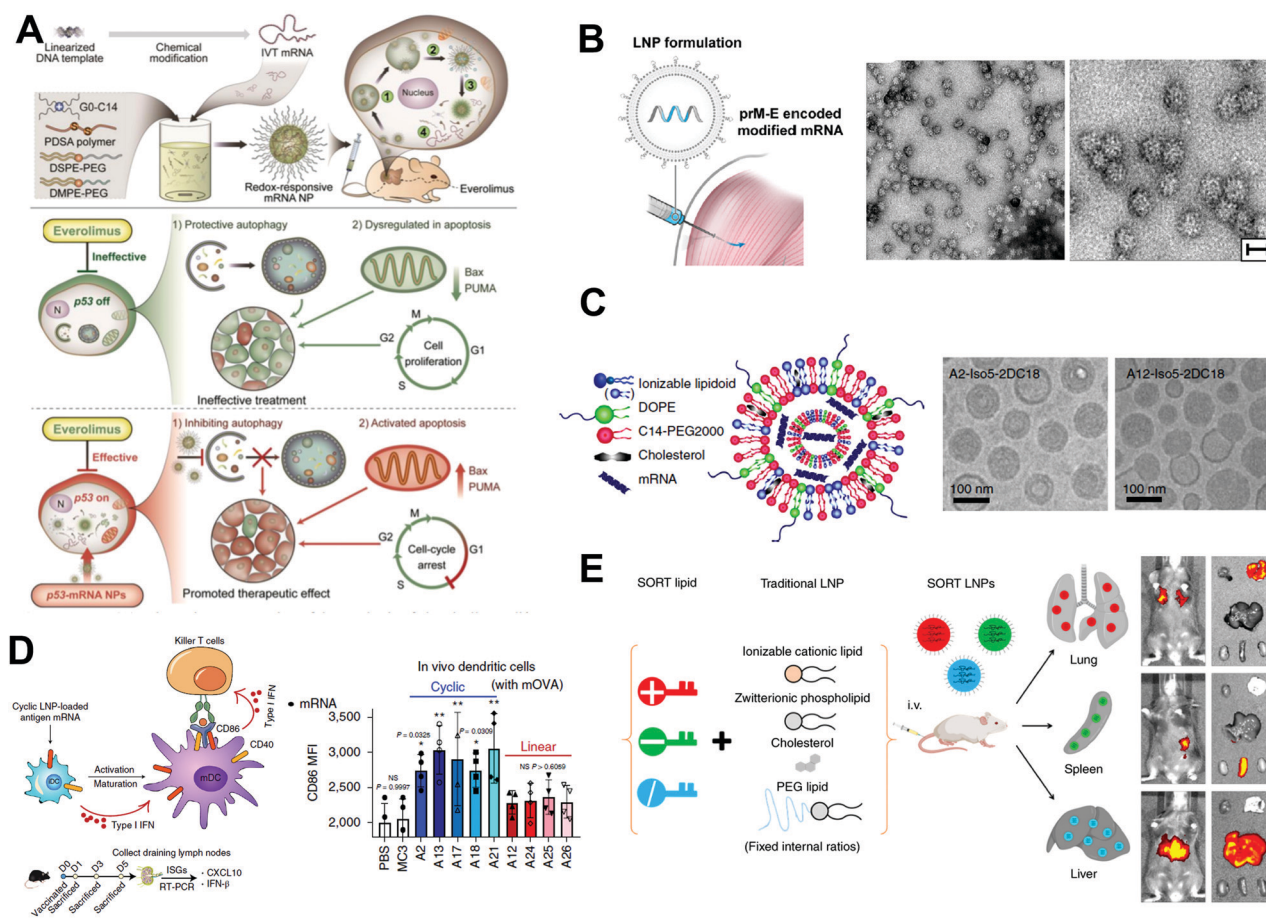 A
Linearized
DNA template
Chemical
modification
IVT mRNA
G0-C14
PDSA polymer
S
S
DSPE-PEG
DMPE-PEG
Redox-responsive
mRNA NP
Nucleus
1
2
3
4
Everolimus
Everolimus
Ineffective
p53 off
N
1) Protective autophagy
2) Dysregulated in apoptosis
Bax
PUMA
M
G2
G1
S
Cell
proliferation
Ineffective treatment
Everolimus
Effective
p53 on
N
p53-mRNA NPs
1) Inhibiting autophagy
2) Activated apoptosis
Bax
PUMA
M
G2
G1
S
Cell-cycle
arrest
Promoted therapeutic effect
B
LNP formulation
prM-E encoded
modified mRNA
C
Ionizable lipidoid
DOPE
C14-PEG2000
Cholesterol
mRNA
A2-Iso5-2DC18
100 nm
A12-Iso5-2DC18
100 nm
D
Killer T cells
Cyclic LNP-loaded
antigen mRNA
Type I IFN
CD86
CD40
iDC
Activation
Maturation
mDC
Type I IFN
Collect draining lymph nodes
D0
D1
D3
D5
Vaccinated
Sacrificed
Sacrificed
Sacrificed
ISGs
RT-PCR
• CXCL10
• IFN-β
In vivo dendritic cells
(with mOVA)
mRNA
Cyclic
Linear
CD86 MFI
3,500
3,000
2,500
2,000
NS
P = 0.9997
P = 0.0325
*
**
**
P = 0.0309
*
**
NS P > 0.6059
PBS
MC3
A2
A13
A17
A18
A21
A12
A24
A25
A26
E
SORT lipid
Traditional LNP
SORT LNPs
Ionizable cationic lipid
Zwitterionic phospholipid
Cholesterol
PEG lipid
(Fixed internal ratios)
i.v.
Lung
Spleen
Liver